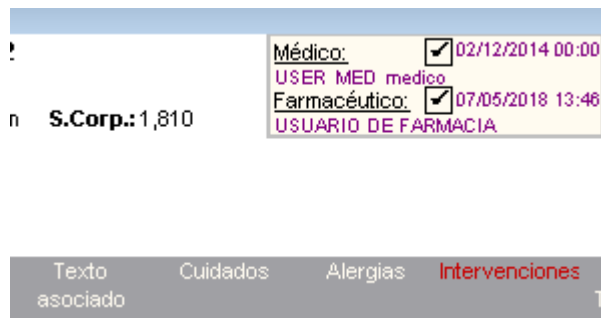 Médico: 02/12/2014 00:00
USER MED medico
Farmacéutico: 07/05/2018 13:46
n S.Corp.:1,810
USUARIO DE FARMACIA
Texto asociado
Cuidados
Alergias
Intervenciones